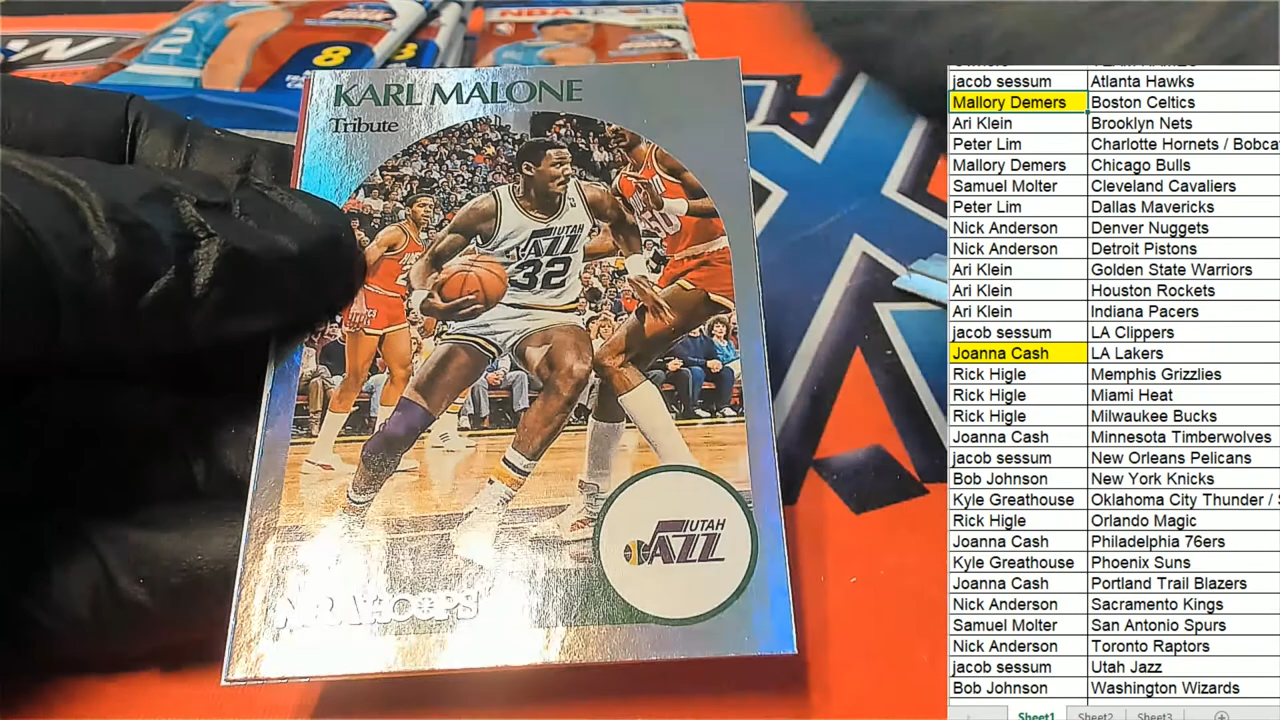 KARL MALONE
Tribute
UTAH
JAZZ
32
UTAH
JAZZ
NBA HOOPS
8
jacob sessum Atlanta Hawks
Mallory Demers Boston Celtics
Ari Klein Brooklyn Nets
Peter Lim Charlotte Hornets / Bobca
Mallory Demers Chicago Bulls
Samuel Molter Cleveland Cavaliers
Peter Lim Dallas Mavericks
Nick Anderson Denver Nuggets
Nick Anderson Detroit Pistons
Ari Klein Golden State Warriors
Ari Klein Houston Rockets
Ari Klein Indiana Pacers
jacob sessum LA Clippers
Joanna Cash LA Lakers
Rick Higle Memphis Grizzlies
Rick Higle Miami Heat
Rick Higle Milwaukee Bucks
Joanna Cash Minnesota Timberwolves
jacob sessum New Orleans Pelicans
Bob Johnson New York Knicks
Kyle Greathouse Oklahoma City Thunder /
Rick Higle Orlando Magic
Joanna Cash Philadelphia 76ers
Kyle Greathouse Phoenix Suns
Joanna Cash Portland Trail Blazers
Nick Anderson Sacramento Kings
Samuel Molter San Antonio Spurs
Nick Anderson Toronto Raptors
jacob sessum Utah Jazz
Bob Johnson Washington Wizards
Sheet1 Sheet2 Sheet3